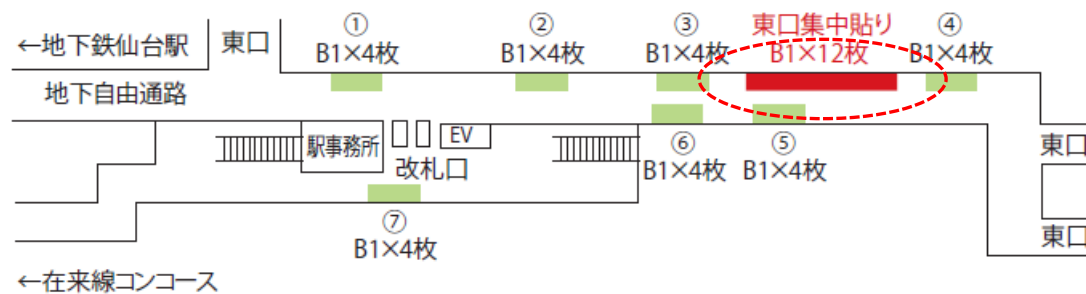 ①
②
③
東口集中貼り
④
←地下鉄仙台駅
東口
B1×4枚
B1×4枚
B1×4枚
B1×12枚
B1×4枚
地下自由通路
駅事務所
EV
改札口
⑥
⑤
B1×4枚
B1×4枚
東口
⑦
B1×4枚
東口
←在来線コンコース